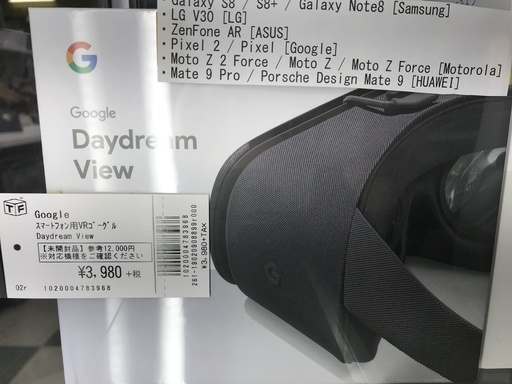 Galaxy S8 / S8+ / Galaxy Note8 [Samsung]
・LG V30 [LG]
・ZenFone AR [ASUS]
・Pixel 2 / Pixel [Google]
・Moto Z 2 Force / Moto Z / Moto Z Force [Motorola]
・Mate 9 Pro / Porsche Design Mate 9 [HUAWEI]
G
Google
Daydream
View
TF
Google
スマートフォン用VRゴーグル
Daydream View
【未開封品】参考12,000円
※対応機種をご確認ください
¥3,980 +税
02r 1020004783968
1020004783968
¥3,980+TAX
G